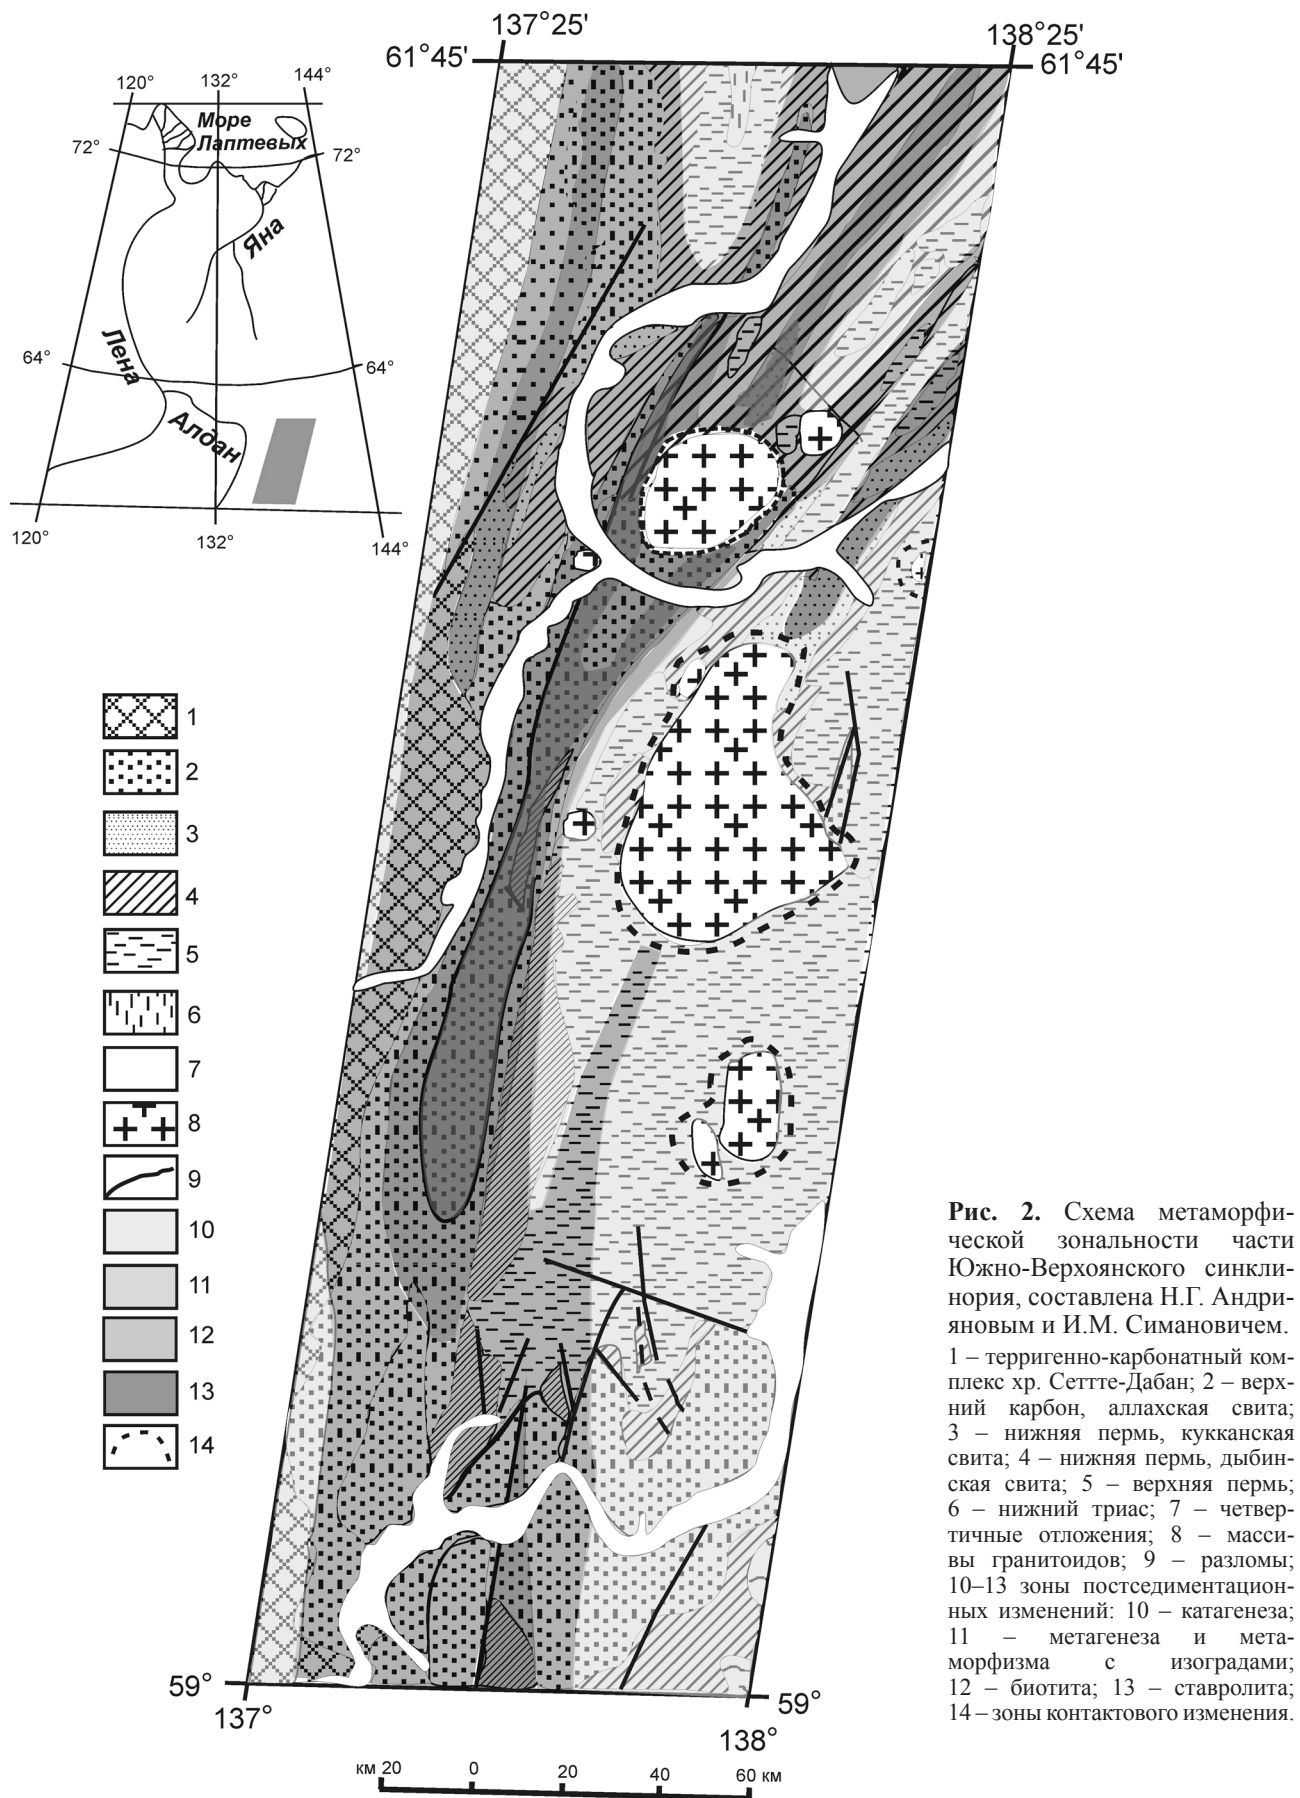 137°25'
138°25'
61°45'
61°45'
120°
132°
144°
Море
Лаптевых
72°
72°
Яна
Лена
64°
64°
Алдан
120°
132°
144°
1
2
3
4
5
6
7
8
9
10
11
12
13
14
59°
59°
137°
138°
км 20
0
20
40
60 км
Рис. 2. Схема метаморфи-
ческой зональности части
Южно-Верхоянского синкли-
нория, составлена Н.Г. Андри-
яновым и И.М. Симановичем.
1 – терригенно-карбонатный ком-
плекс хр. Сеттте-Дабан; 2 – верх-
ний карбон, аллахская свита;
3 – нижняя пермь, кукканская
свита; 4 – нижняя пермь, дыбин-
ская свита; 5 – верхняя пермь;
6 – нижний триас; 7 – четвер-
тичные отложения; 8 – масси-
вы гранитоидов; 9 – разломы;
10–13 зоны постседиментацион-
ных изменений: 10 – катагенеза;
11 – метагенеза и мета-
морфизма с изоградами;
12 – биотита; 13 – ставролита;
14 – зоны контактового изменения.